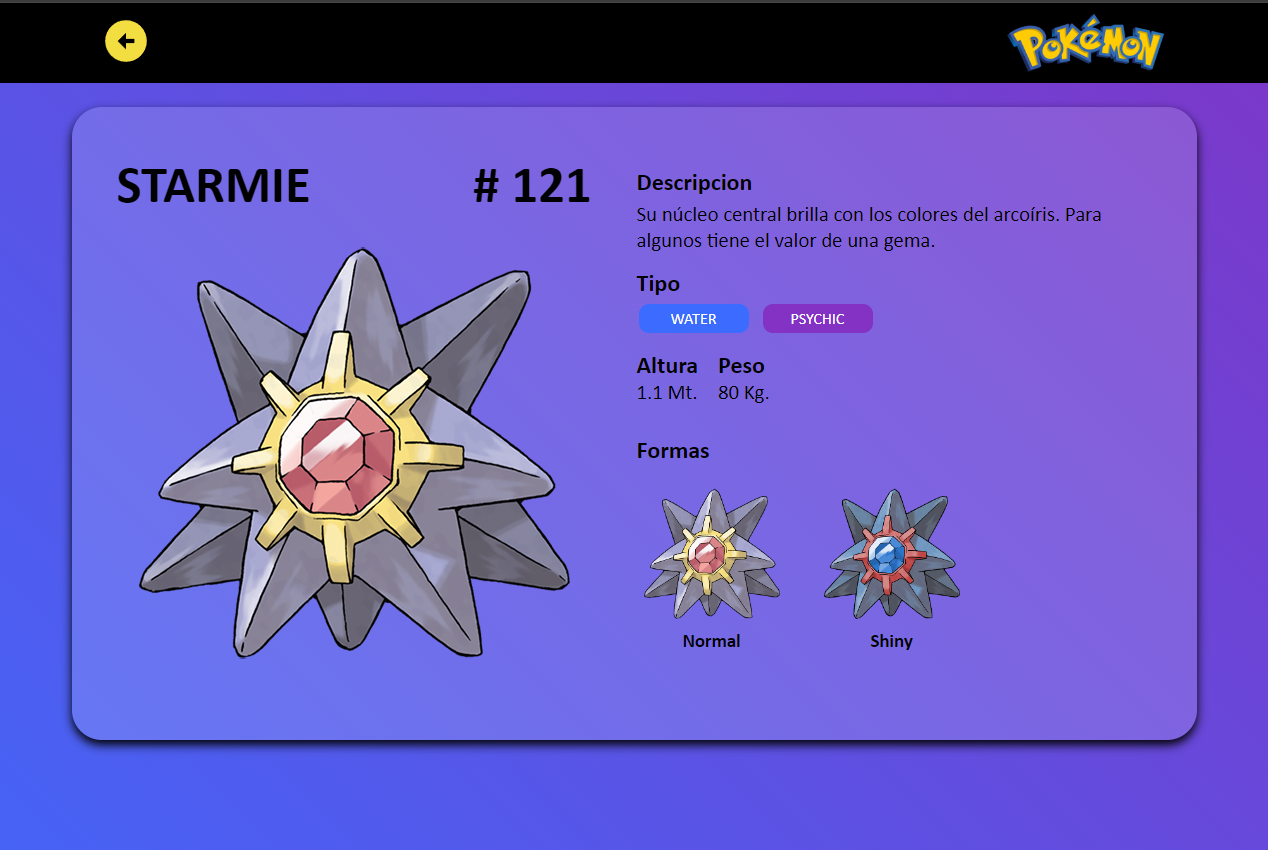 Pokémon
STARMIE
# 121
Descripcion
Su núcleo central brilla con los colores del arcoíris. Para
algunos tiene el valor de una gema.
Tipo
WATER PSYCHIC
Altura Peso
1.1 Mt. 80 Kg.
Formas
Normal Shiny